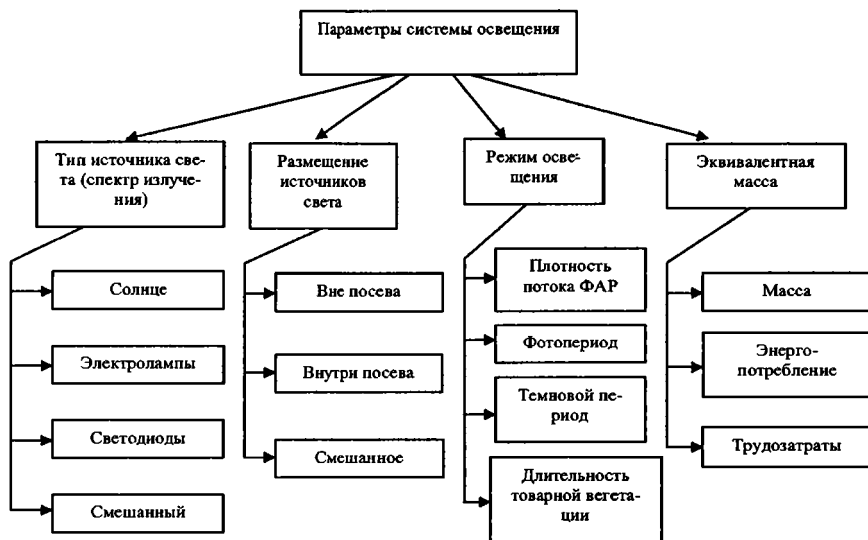 Параметры системы освещения
Тип источника све-
та (спектр излуче-
ния)
Солнце
Электролампы
Светодиоды
Смешанный
Размещение
источников
света
Вне посева
Внутри посева
Смешанное
Режим осве-
щения
Плотность
потока ФАР
Фотопериод
Темновой пе-
риод
Длительность
товарной вегета-
ции
Эквивалентная
масса
Масса
Энерго-
потребление
Трудозатраты